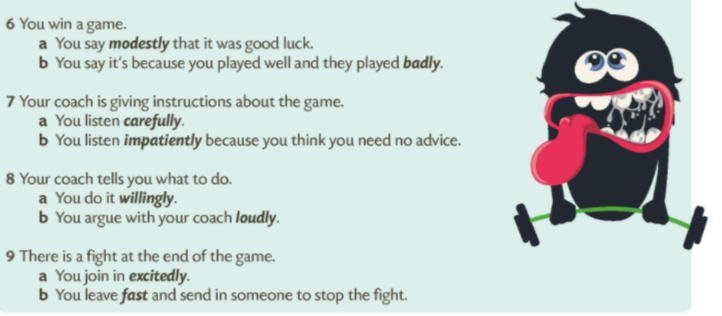 6 You win a game.
a You say modestly that it was good luck.
b You say it's because you played well and they played badly.
7 Your coach is giving instructions about the game.
a You listen carefully.
b You listen impatiently because you think you need no advice.
8 Your coach tells you what to do.
a You do it willingly.
b You argue with your coach loudly.
9 There is a fight at the end of the game.
a You join in excitedly.
b You leave fast and send in someone to stop the fight.